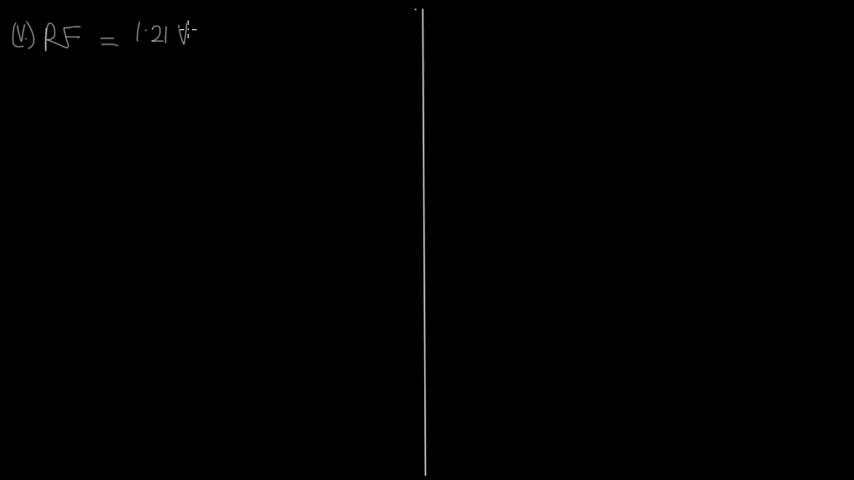 (V.) RF = 1.21 V